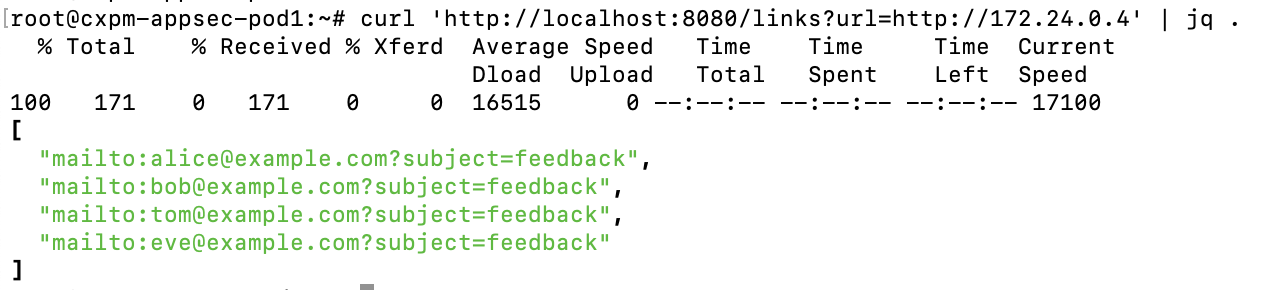 [root@cxpm-appsec-pod1:~# curl 'http://localhost:8080/links?url=http://172.24.0.4' | jq .
  % Total    % Received % Xferd  Average Speed   Time    Time     Time  Current
                                 Dload  Upload   Total   Spent    Left  Speed
100   171    0   171    0     0  16515      0 --:--:-- --:--:-- --:--:-- 17100
[
  "mailto:alice@example.com?subject=feedback",
  "mailto:bob@example.com?subject=feedback",
  "mailto:tom@example.com?subject=feedback",
  "mailto:eve@example.com?subject=feedback"
]